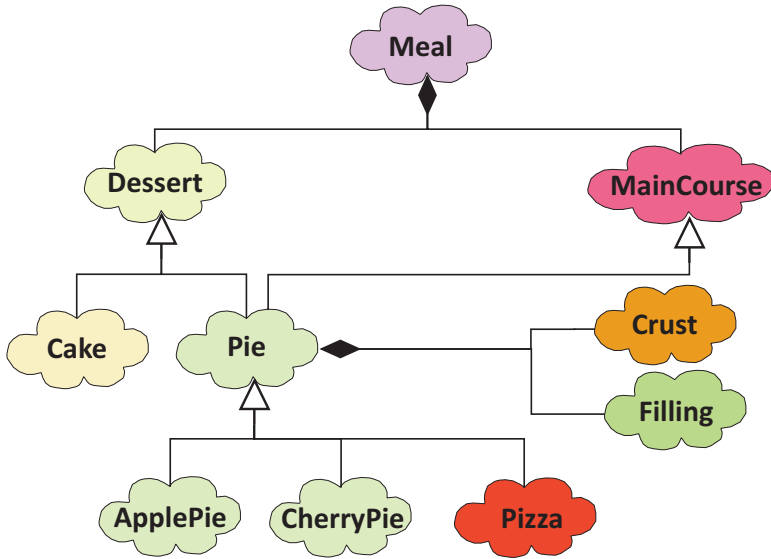 Meal
Dessert
MainCourse
Cake
Pie
Crust
Filling
ApplePie
CherryPie
Pizza